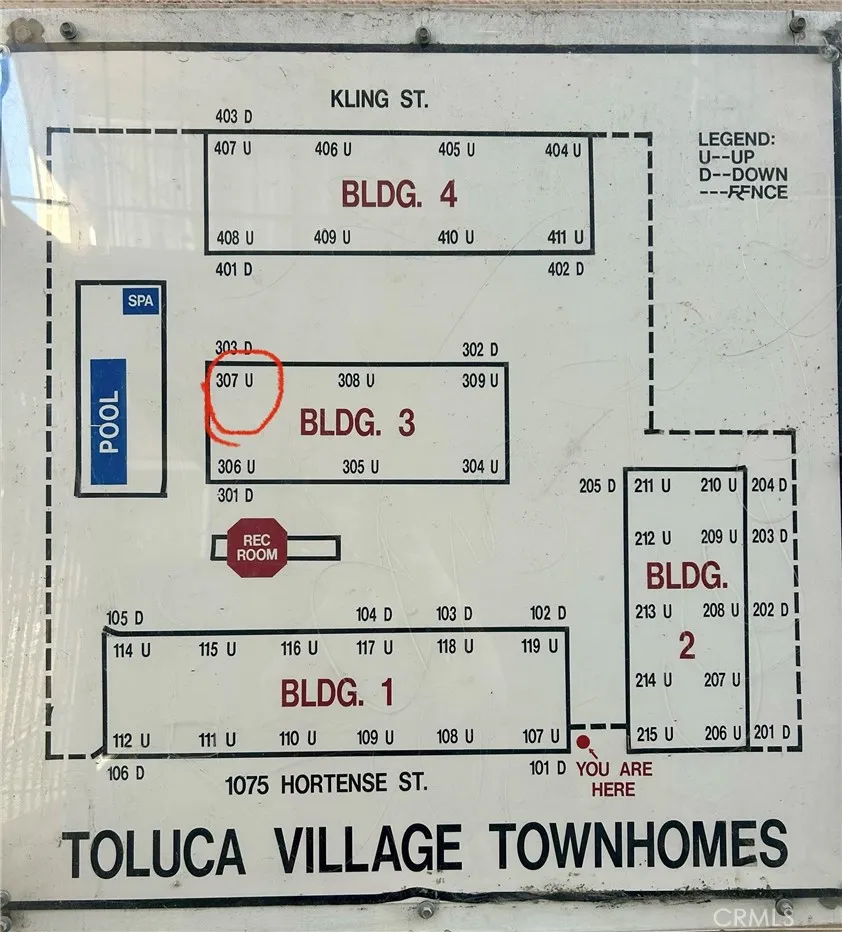 KLING ST.
403 D
407 U 406 U 405 U 404 U
BLDG. 4
408 U 409 U 410 U 411 U
401 D 402 D
LEGEND:
U--UP
D--DOWN
---FENCE
SPA
POOL
303 D 302 D
307 U 308 U 309 U
BLDG. 3
306 U 305 U 304 U
301 D
REC
ROOM
205 D 211 U 210 U 204 D
212 U 209 U 203 D
BLDG.
213 U 208 U 202 D
2
214 U 207 U
215 U 206 U 201 D
105 D 104 D 103 D 102 D
114 U 115 U 116 U 117 U 118 U 119 U
BLDG. 1
112 U 111 U 110 U 109 U 108 U 107 U
106 D 101 D
YOU ARE
HERE
1075 HORTENSE ST.
TOLUCA VILLAGE TOWNHOMES
CRMLS